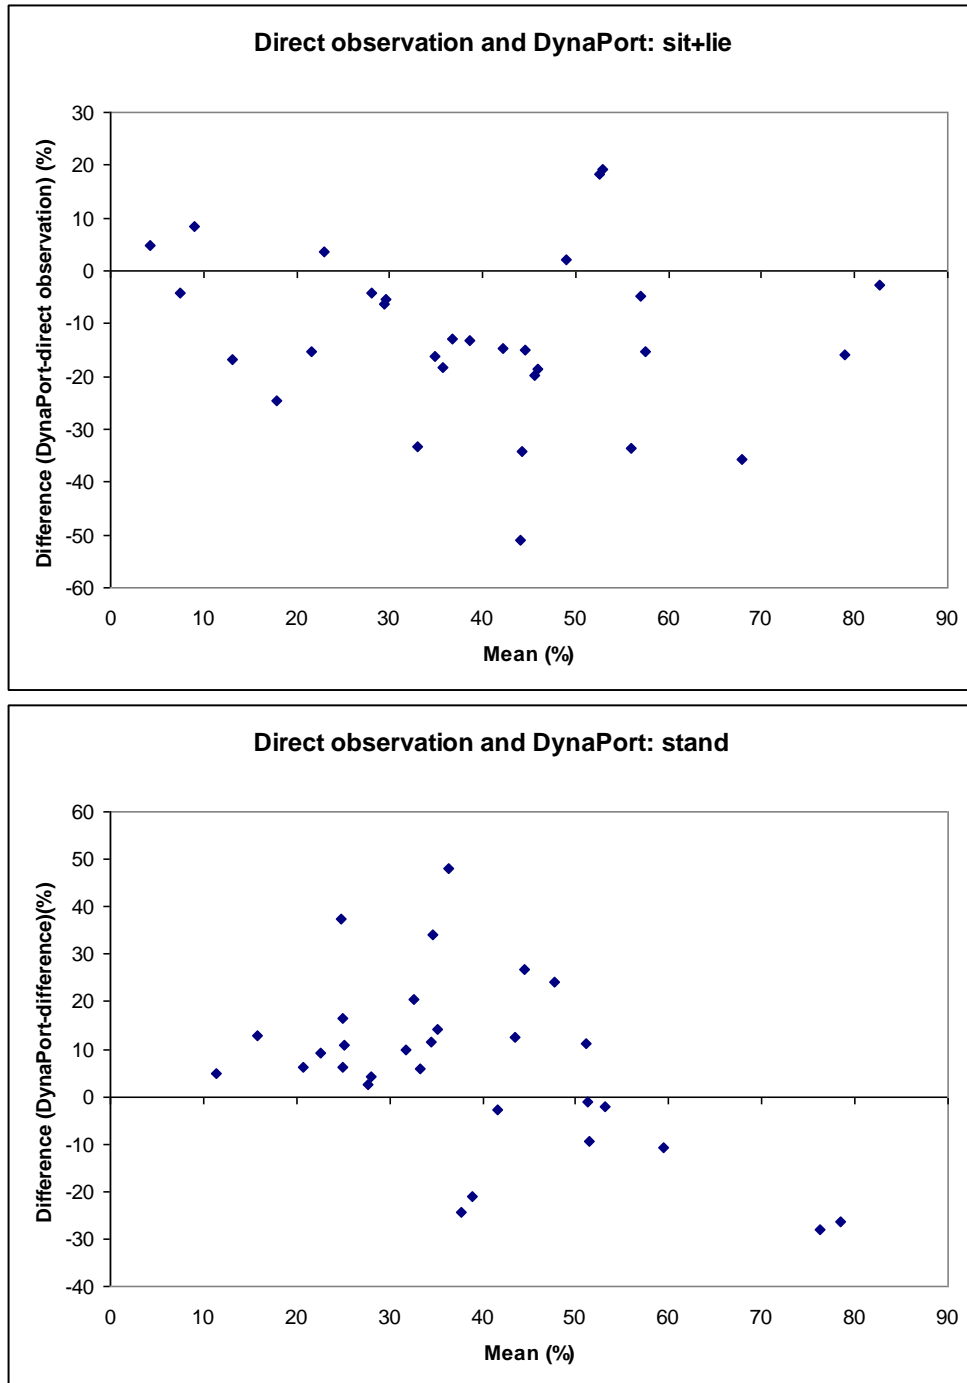 Direct observation and DynaPort: sit+lie
Difference (DynaPort-direct observation) (%)
30
20
10
0
-10
-20
-30
-40
-50
-60
0 10 20 30 40 50 60 70 80 90
Mean (%)
Direct observation and DynaPort: stand
Difference (DynaPort-difference)(%)
60
50
40
30
20
10
0
-10
-20
-30
-40
0 10 20 30 40 50 60 70 80 90
Mean (%)